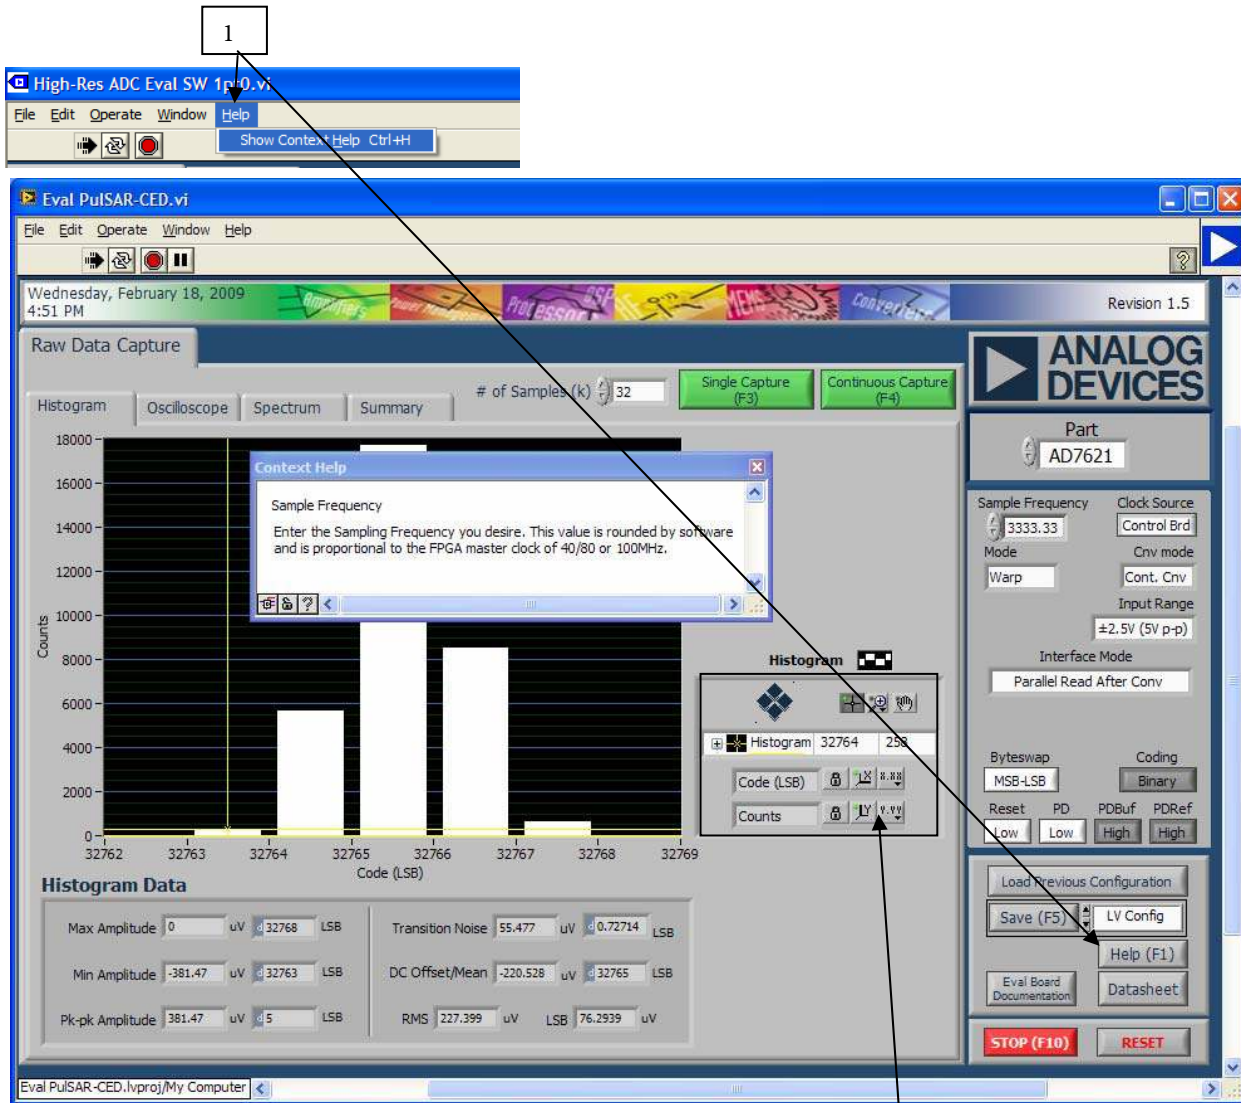 1
High-Res ADC Eval SW 1pt0.vi
File Edit Operate Window Help
Show Context Help Ctrl+H
Eval PulSAR-CED.vi
File Edit Operate Window Help
Wednesday, February 18, 2009
4:51 PM
Amplifiers Power Management Processors DSP RF MEMS Converters
Revision 1.5
Raw Data Capture
ANALOG
DEVICES
# of Samples (k) 32
Single Capture
(F3)
Continuous Capture
(F4)
Histogram Oscilloscope Spectrum Summary
Part
AD7621
18000
16000
14000
12000
10000
8000
6000
4000
2000
0
Counts
32762 32763 32764 32765 32766 32767 32768 32769
Code (LSB)
Context Help
Sample Frequency
Enter the Sampling Frequency you desire. This value is rounded by software
and is proportional to the FPGA master clock of 40/80 or 100MHz.
Histogram
Histogram 32764 258
Code (LSB) X X.XX
Counts Y Y.YY
Sample Frequency Clock Source
3333.33 Control Brd
Mode Cnv mode
Warp Cont. Cnv
Input Range
±2.5V (5V p-p)
Interface Mode
Parallel Read After Conv
Byteswap Coding
MSB-LSB Binary
Reset PD PDBuf PDRef
Low Low High High
Load Previous Configuration
Save (F5) LV Config
Help (F1)
Eval Board
Documentation
Datasheet
STOP (F10) RESET
Histogram Data
Max Amplitude 0 uV d 32768 LSB
Transition Noise 55.477 uV d 0.72714 LSB
Min Amplitude -381.47 uV d 32763 LSB
DC Offset/Mean -220.528 uV d 32765 LSB
Pk-pk Amplitude 381.47 uV d 5 LSB
RMS 227.399 uV LSB 76.2939 uV
Eval PulSAR-CED.lvproj/My Computer